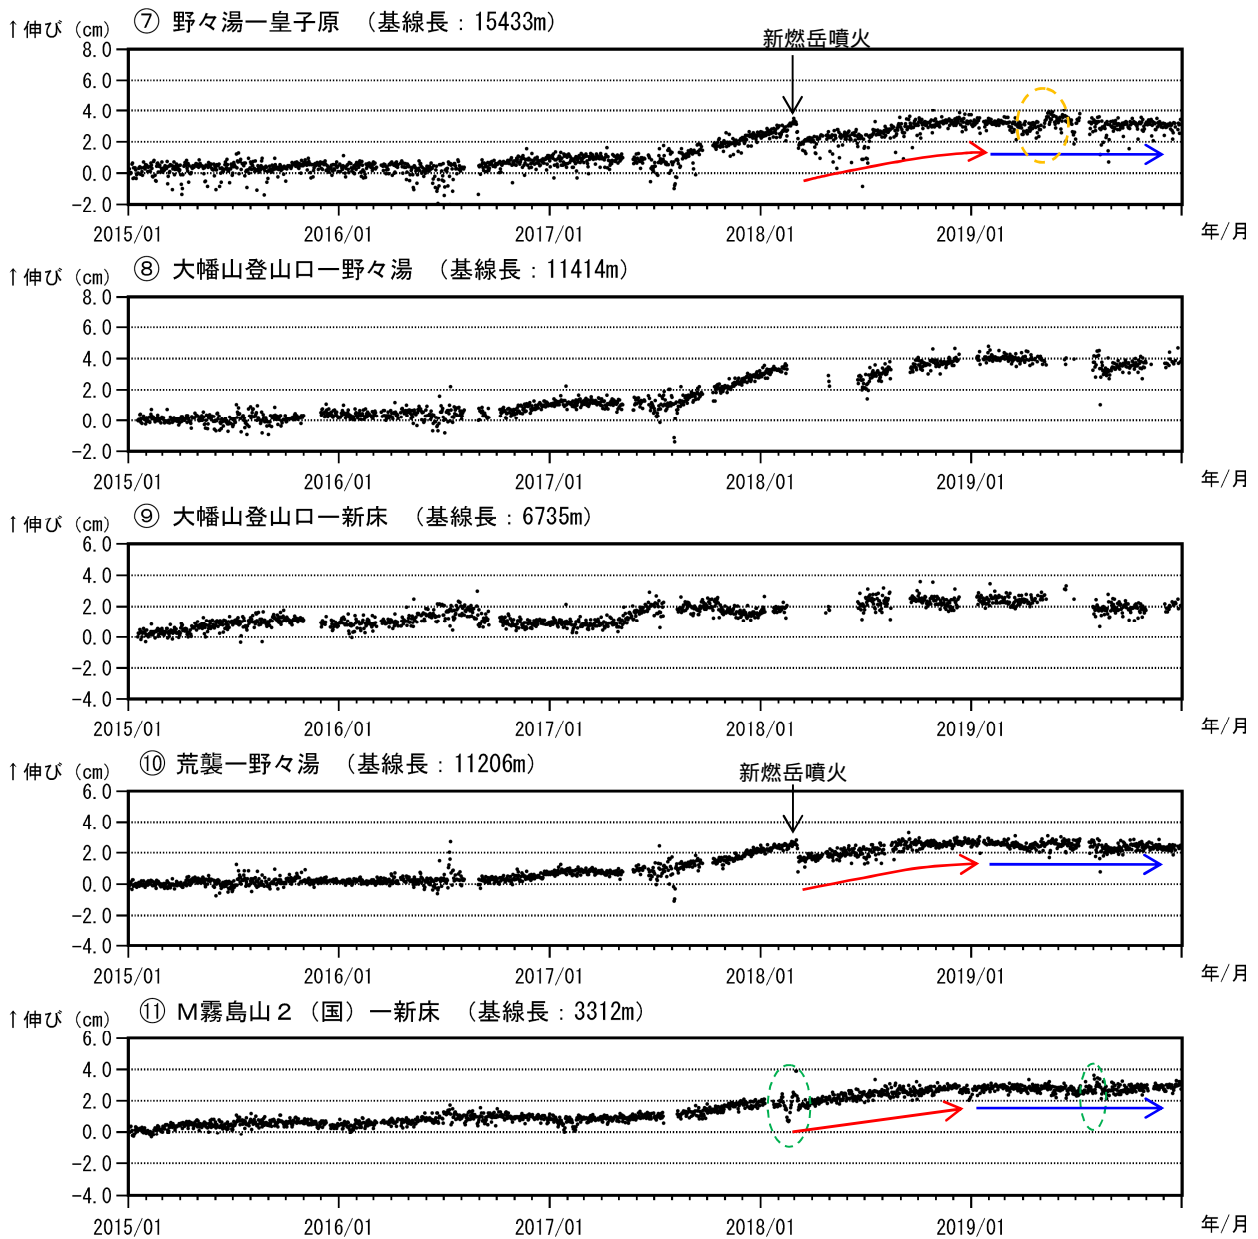 ↑伸び（cm） ⑦ 野々湯ー皇子原 （基線長：15433m）
新燃岳噴火
8.0
6.0
4.0
2.0
0.0
-2.0
2015/01 2016/01 2017/01 2018/01 2019/01 年/月
↑伸び（cm） ⑧ 大幡山登山口ー野々湯 （基線長：11414m）
8.0
6.0
4.0
2.0
0.0
-2.0
2015/01 2016/01 2017/01 2018/01 2019/01 年/月
↑伸び（cm） ⑨ 大幡山登山口ー新床 （基線長：6735m）
6.0
4.0
2.0
0.0
-2.0
-4.0
2015/01 2016/01 2017/01 2018/01 2019/01 年/月
↑伸び（cm） ⑩ 荒襲ー野々湯 （基線長：11206m）
新燃岳噴火
6.0
4.0
2.0
0.0
-2.0
-4.0
2015/01 2016/01 2017/01 2018/01 2019/01 年/月
↑伸び（cm） ⑪ M霧島山2（国）ー新床 （基線長：3312m）
6.0
4.0
2.0
0.0
-2.0
-4.0
2015/01 2016/01 2017/01 2018/01 2019/01 年/月